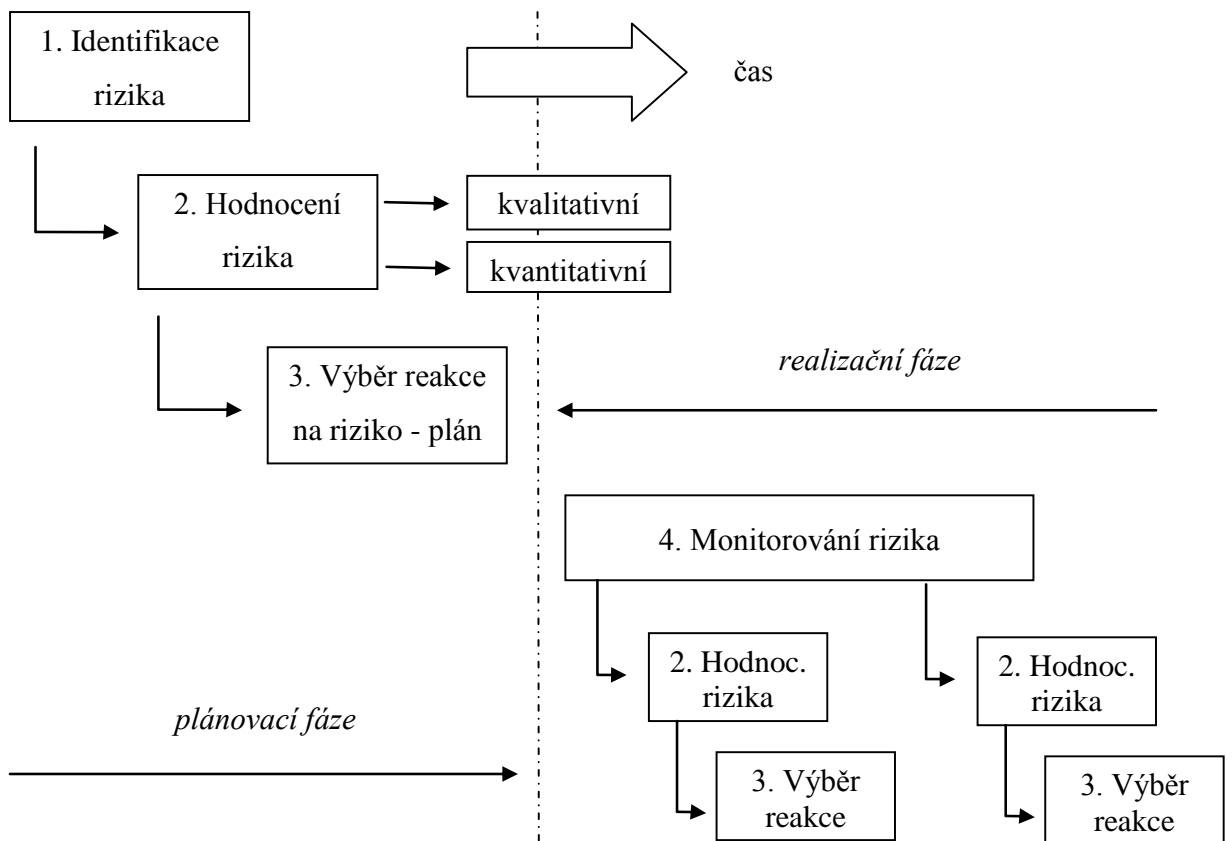 1. Identifikace
rizika
čas
2. Hodnocení
rizika
kvalitativní
kvantitativní
3. Výběr reakce
na riziko - plán
realizační fáze
4. Monitorování rizika
2. Hodnoc.
rizika
2. Hodnoc.
rizika
plánovací fáze
3. Výběr
reakce
3. Výběr
reakce